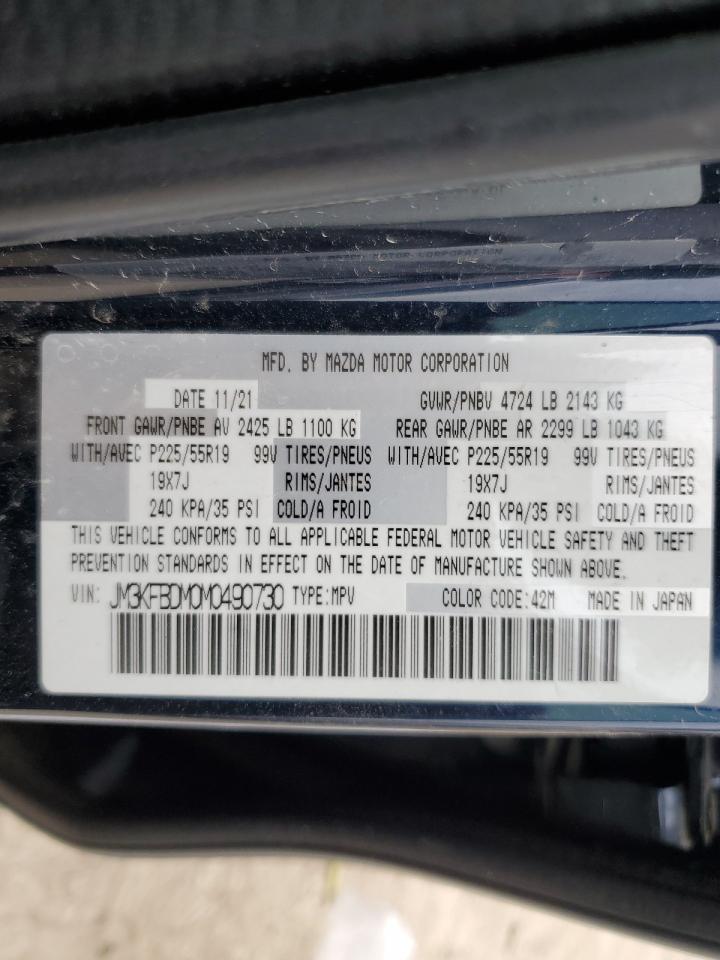 MFD. BY MAZDA MOTOR CORPORATION
DATE 11/21 GVWR/PNBV 4724 LB 2143 KG
FRONT GAWR/PNBE AV 2425 LB 1100 KG REAR GAWR/PNBE AR 2299 LB 1043 KG
WITH/AVEC P225/55R19 99V TIRES/PNEUS WITH/AVEC P225/55R19 99V TIRES/PNEUS
19X7J RIMS/JANTES 19X7J RIMS/JANTES
240 KPA/35 PSI COLD/A FROID 240 KPA/35 PSI COLD/A FROID
THIS VEHICLE CONFORMS TO ALL APPLICABLE FEDERAL MOTOR VEHICLE SAFETY AND THEFT
PREVENTION STANDARDS IN EFFECT ON THE DATE OF MANUFACTURE SHOWN ABOVE.
VIN: JM3KFBDM0M0490730 TYPE:MPV COLOR CODE:42M MADE IN JAPAN